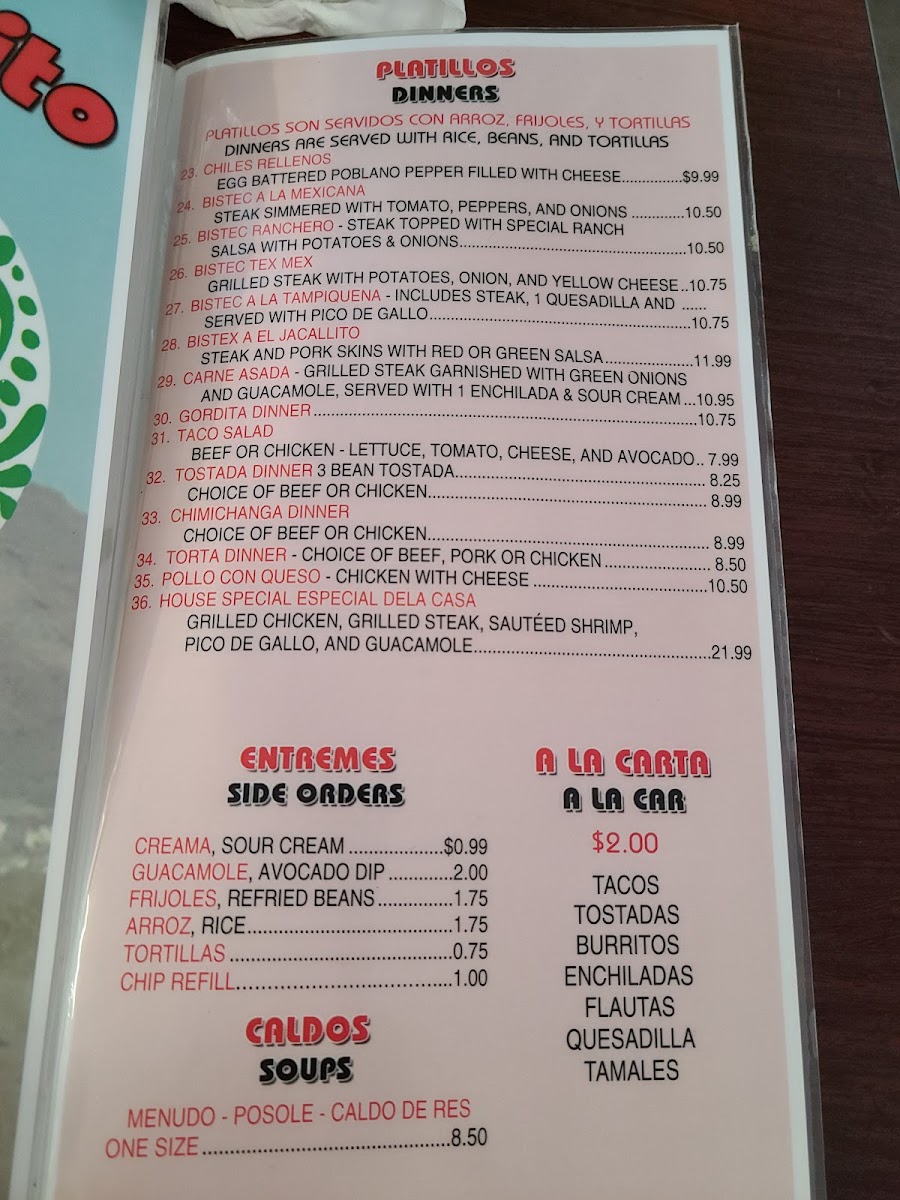 ito
PLATILLOS
DINNERS
PLATILLOS SON SERVIDOS CON ARROZ, FRIJOLES, Y TORTILLAS
DINNERS ARE SERVED WITH RICE, BEANS, AND TORTILLAS
23. CHILES RELLENOS
EGG BATTERED POBLANO PEPPER FILLED WITH CHEESE..............$9.99
24. BISTEC A LA MEXICANA
STEAK SIMMERED WITH TOMATO, PEPPERS, AND ONIONS .............10.50
25. BISTEC RANCHERO - STEAK TOPPED WITH SPECIAL RANCH
SALSA WITH POTATOES & ONIONS.......................................................10.50
26. BISTEC TEX MEX
GRILLED STEAK WITH POTATOES, ONION, AND YELLOW CHEESE..10.75
27. BISTEC A LA TAMPIQUENA - INCLUDES STEAK, 1 QUESADILLA AND ......
SERVED WITH PICO DE GALLO...............................................................10.75
28. BISTEX A EL JACALLITO
STEAK AND PORK SKINS WITH RED OR GREEN SALSA.....................11.99
29. CARNE ASADA - GRILLED STEAK GARNISHED WITH GREEN ONIONS
AND GUACAMOLE, SERVED WITH 1 ENCHILADA & SOUR CREAM...10.95
30. GORDITA DINNER........................................................................................10.75
31. TACO SALAD
BEEF OR CHICKEN - LETTUCE, TOMATO, CHEESE, AND AVOCADO.. 7.99
32. TOSTADA DINNER 3 BEAN TOSTADA........................................................... 8.25
CHOICE OF BEEF OR CHICKEN................................................................. 8.99
33. CHIMICHANGA DINNER
CHOICE OF BEEF OR CHICKEN.................................................................. 8.99
34. TORTA DINNER - CHOICE OF BEEF, PORK OR CHICKEN......................... 8.50
35. POLLO CON QUESO - CHICKEN WITH CHEESE .........................................10.50
36. HOUSE SPECIAL ESPECIAL DELA CASA
GRILLED CHICKEN, GRILLED STEAK, SAUTÉED SHRIMP,
PICO DE GALLO, AND GUACAMOLE........................................................21.99
ENTREMES
SIDE ORDERS
CREAMA, SOUR CREAM ...................$0.99
GUACAMOLE, AVOCADO DIP.............2.00
FRIJOLES, REFRIED BEANS...............1.75
ARROZ, RICE.........................................1.75
TORTILLAS............................................0.75
CHIP REFILL..........................................1.00
CALDOS
SOUPS
MENUDO - POSOLE - CALDO DE RES
ONE SIZE................................................8.50
A LA CARTA
A LA CAR
$2.00
TACOS
TOSTADAS
BURRITOS
ENCHILADAS
FLAUTAS
QUESADILLA
TAMALES